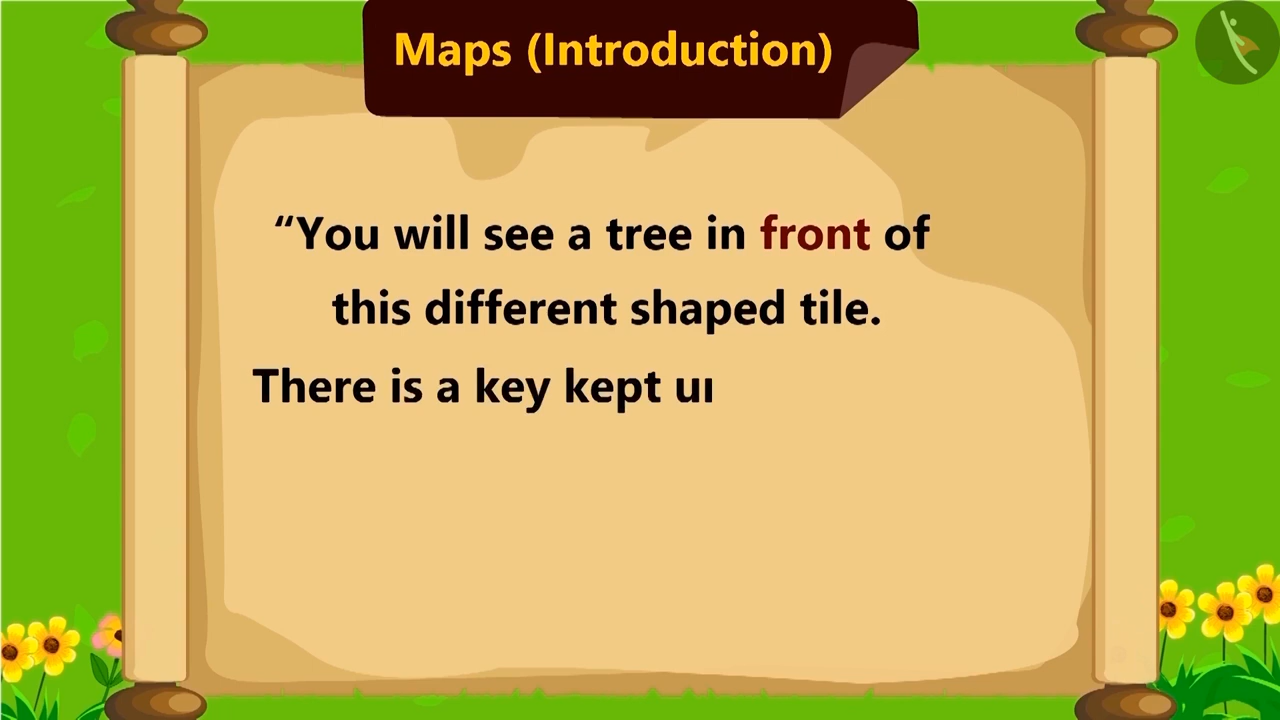 Maps (Introduction)
“You will see a tree in front of
this different shaped tile.
There is a key kept